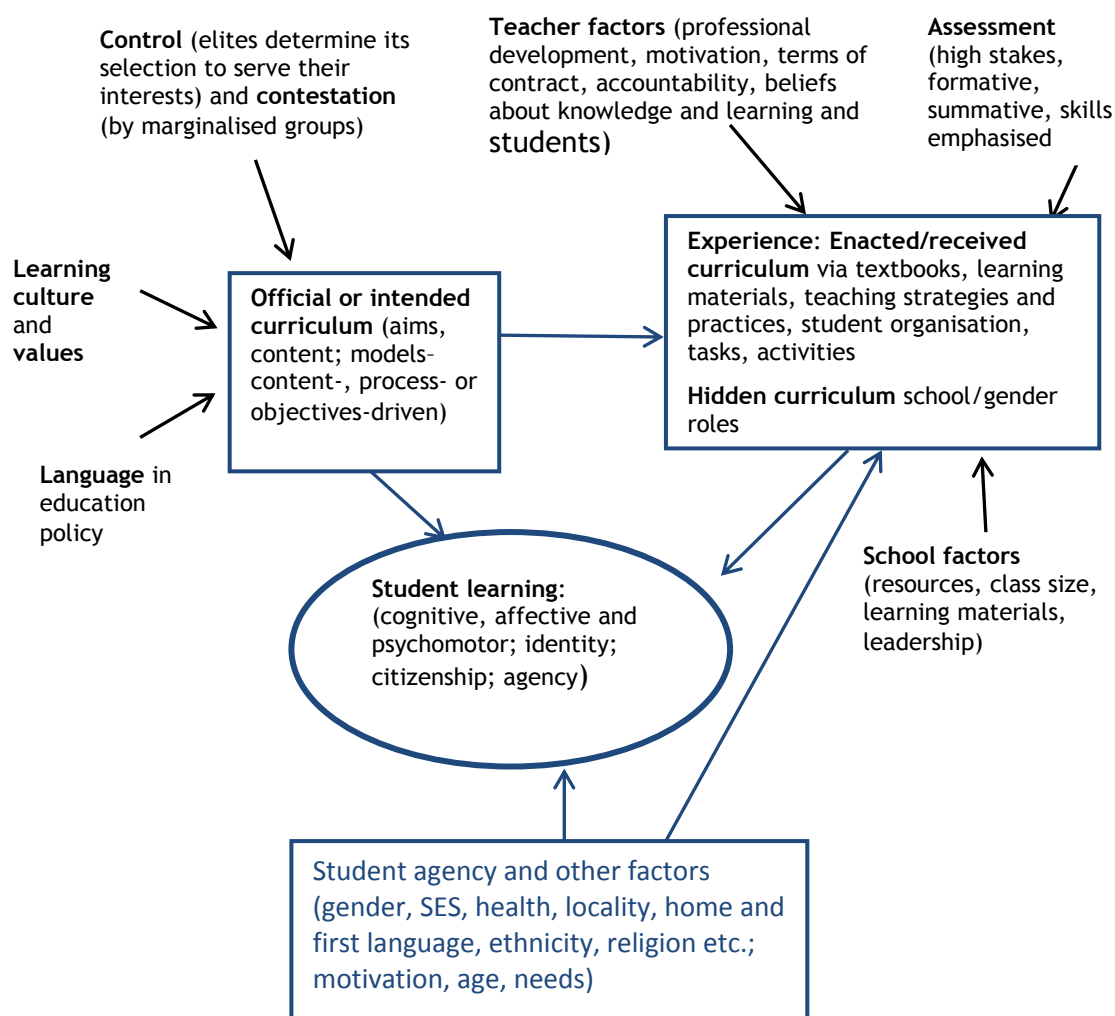 Control (elites determine its
selection to serve their
interests) and contestation
(by marginalised groups)
Teacher factors (professional
development, motivation, terms of
contract, accountability, beliefs
about knowledge and learning and
students)
Assessment
(high stakes,
formative,
summative, skills
emphasised
Learning
culture
and
values
Official or intended
curriculum (aims,
content; models–
content-, process- or
objectives-driven)
Experience: Enacted/received
curriculum via textbooks, learning
materials, teaching strategies and
practices, student organisation,
tasks, activities
Hidden curriculum school/gender
roles
Language in
education
policy
School factors
(resources, class size,
learning materials,
leadership)
Student learning:
(cognitive, affective and
psychomotor; identity;
citizenship; agency)
Student agency and other factors
(gender, SES, health, locality, home and
first language, ethnicity, religion etc.;
motivation, age, needs)